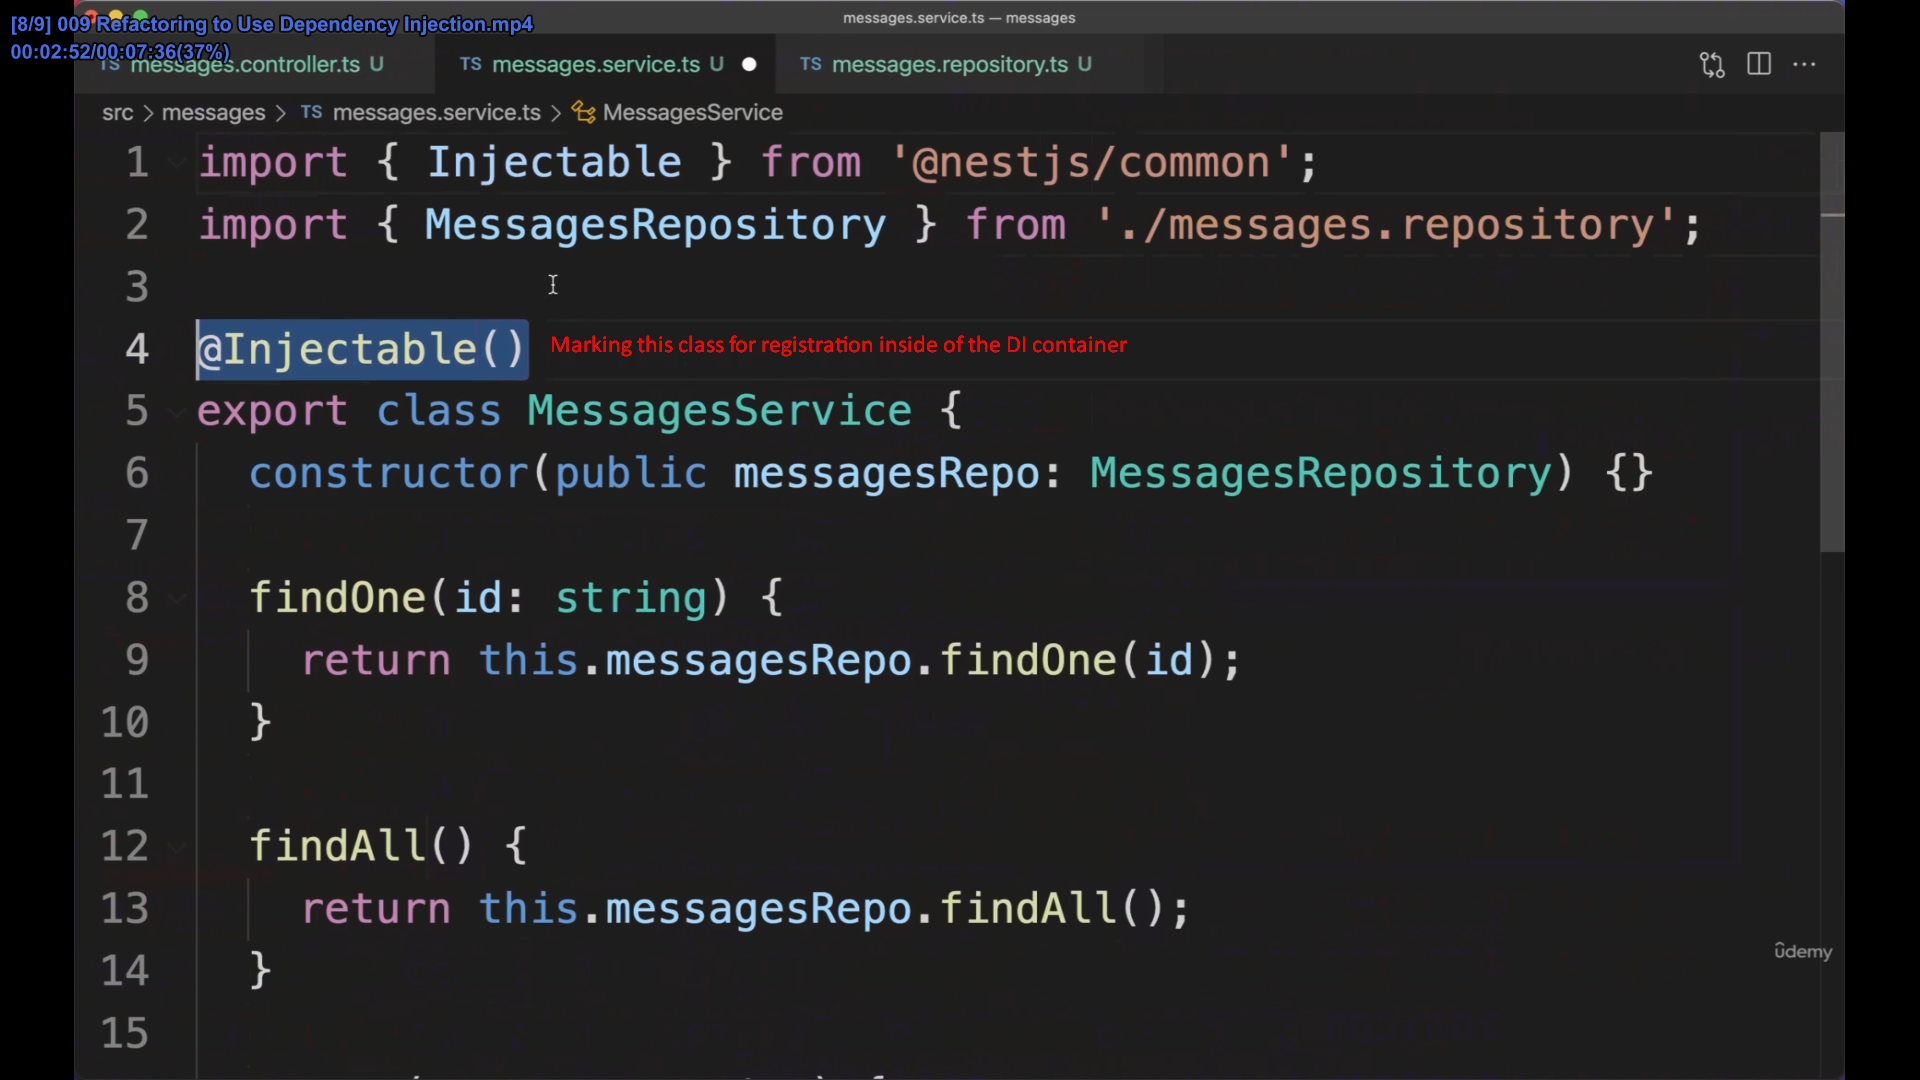 [8/9] 009 Refactoring to Use Dependency Injection.mp4
00:02:52/00:07:36(37%)
messages.service.ts — messages
TS messages.controller.ts U
TS messages.service.ts U
TS messages.repository.ts U
src > messages > TS messages.service.ts > MessagesService
1 import { Injectable } from '@nestjs/common';
2 import { MessagesRepository } from './messages.repository';
3
4 @Injectable() Marking this class for registration inside of the DI container
5 export class MessagesService {
6 constructor(public messagesRepo: MessagesRepository) {}
7
8 findOne(id: string) {
9 return this.messagesRepo.findOne(id);
10 }
11
12 findAll() {
13 return this.messagesRepo.findAll();
14 }
15
ûdemy